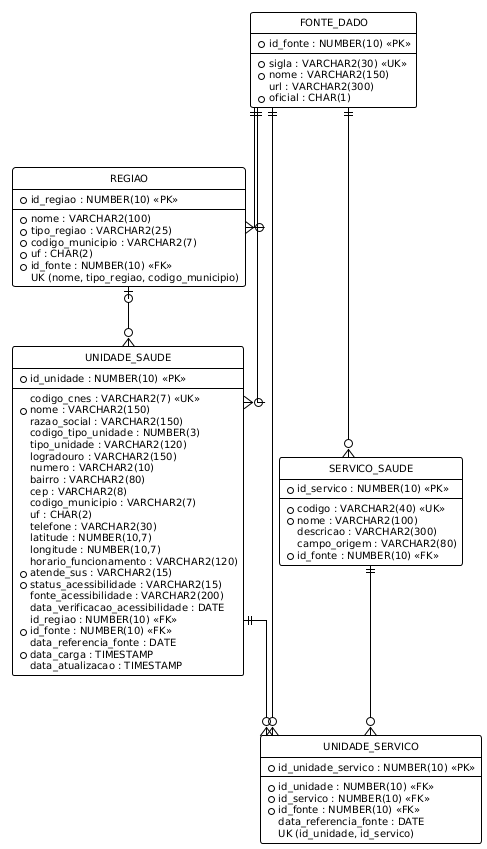 FONTE_DADO
id_fonte : NUMBER(10) «PK»
sigla : VARCHAR2(30) «UK»
nome : VARCHAR2(150)
url : VARCHAR2(300)
oficial : CHAR(1)
REGIAO
id_regiao : NUMBER(10) «PK»
nome : VARCHAR2(100)
tipo_regiao : VARCHAR2(25)
codigo_municipio : VARCHAR2(7)
uf : CHAR(2)
id_fonte : NUMBER(10) «FK»
UK (nome, tipo_regiao, codigo_municipio)
UNIDADE_SAUDE
id_unidade : NUMBER(10) «PK»
codigo_cnes : VARCHAR2(7) «UK»
nome : VARCHAR2(150)
razao_social : VARCHAR2(150)
codigo_tipo_unidade : NUMBER(3)
tipo_unidade : VARCHAR2(120)
logradouro : VARCHAR2(150)
numero : VARCHAR2(10)
bairro : VARCHAR2(80)
cep : VARCHAR2(8)
codigo_municipio : VARCHAR2(7)
uf : CHAR(2)
telefone : VARCHAR2(30)
latitude : NUMBER(10,7)
longitude : NUMBER(10,7)
horario_funcionamento : VARCHAR2(120)
atende_sus : VARCHAR2(15)
status_acessibilidade : VARCHAR2(15)
fonte_acessibilidade : VARCHAR2(200)
data_verificacao_acessibilidade : DATE
id_regiao : NUMBER(10) «FK»
id_fonte : NUMBER(10) «FK»
data_referencia_fonte : DATE
data_carga : TIMESTAMP
data_atualizacao : TIMESTAMP
SERVICO_SAUDE
id_servico : NUMBER(10) «PK»
codigo : VARCHAR2(40) «UK»
nome : VARCHAR2(100)
descricao : VARCHAR2(300)
campo_origem : VARCHAR2(80)
id_fonte : NUMBER(10) «FK»
UNIDADE_SERVICO
id_unidade_servico : NUMBER(10) «PK»
id_unidade : NUMBER(10) «FK»
id_servico : NUMBER(10) «FK»
id_fonte : NUMBER(10) «FK»
data_referencia_fonte : DATE
UK (id_unidade, id_servico)